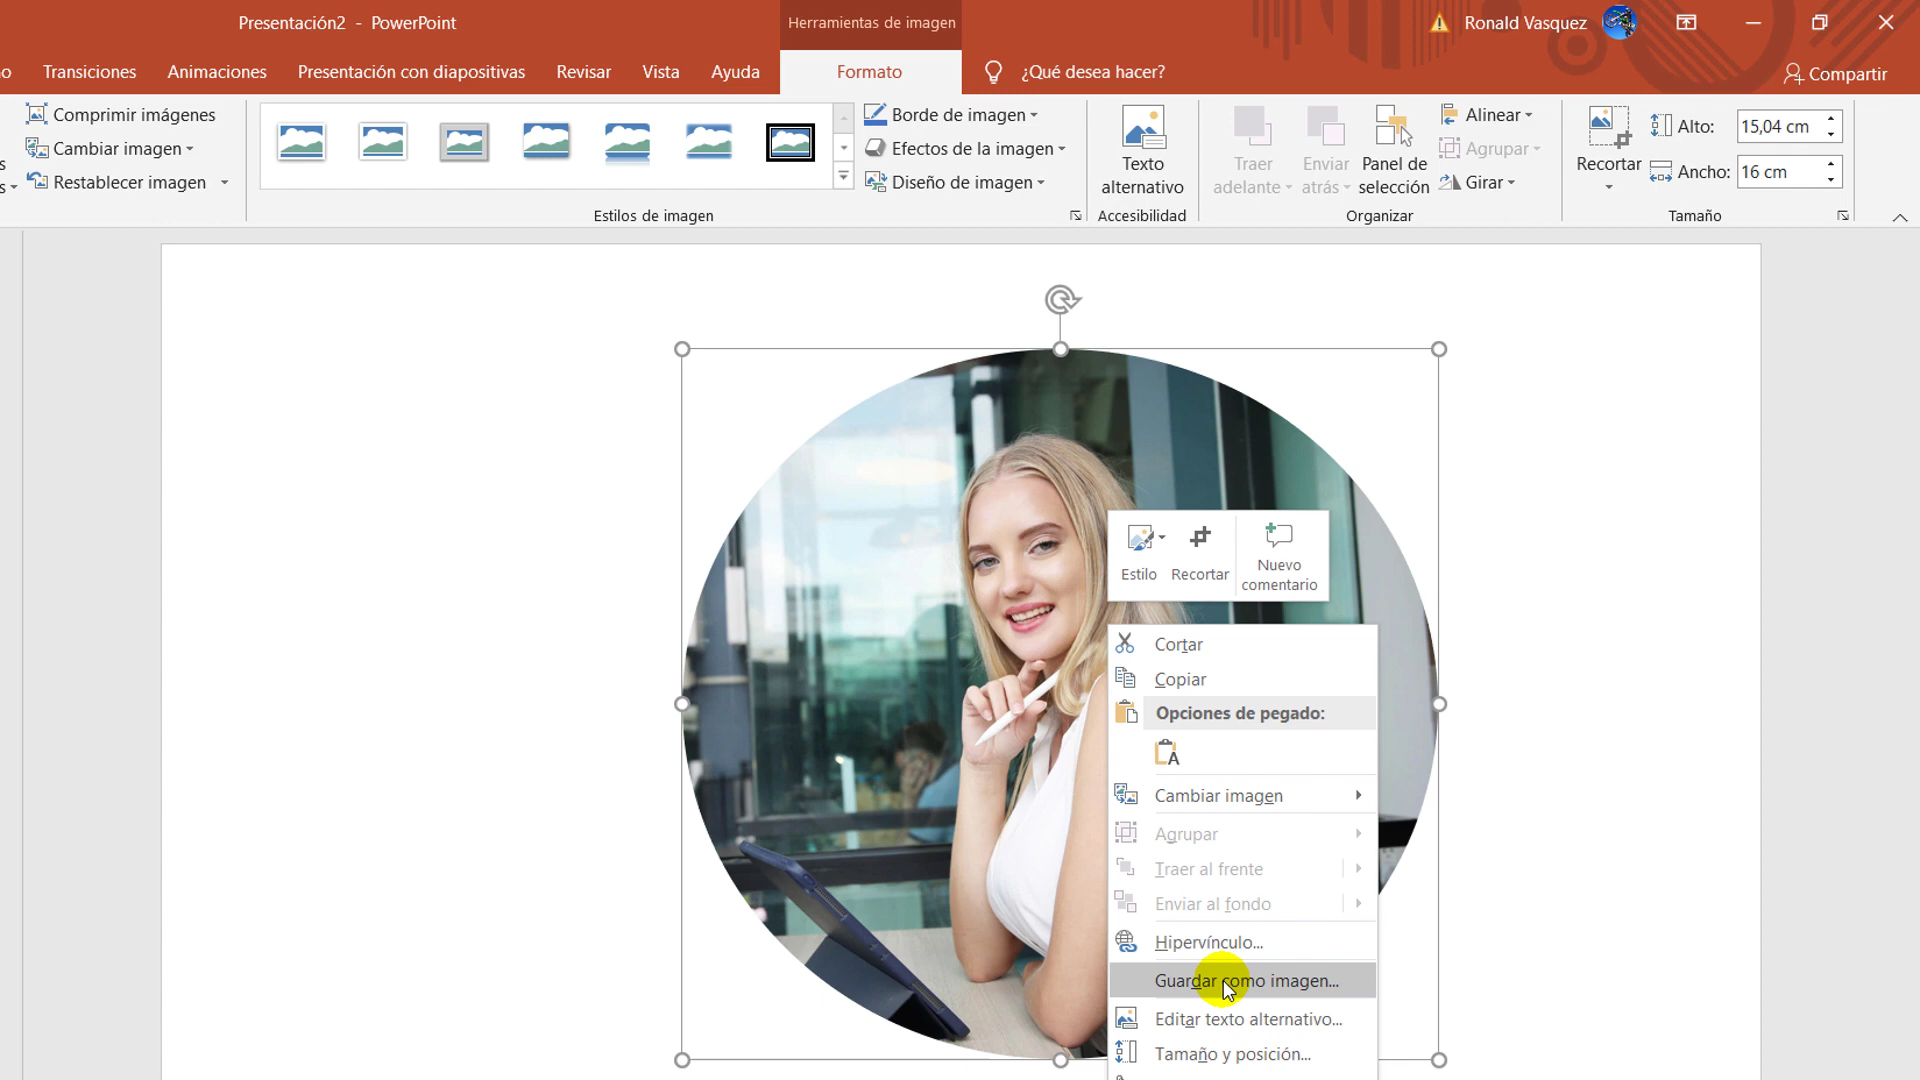 Presentación2 - PowerPoint
Herramientas de imagen
Ronald Vasquez
Transiciones
Animaciones
Presentación con diapositivas
Revisar
Vista
Ayuda
Formato
¿Qué desea hacer?
Compartir
Comprimir imágenes
Cambiar imagen
Restablecer imagen
Estilos de imagen
Borde de imagen
Efectos de la imagen
Diseño de imagen
Texto
alternativo
Accesibilidad
Traer
adelante
Enviar
atrás
Panel de
selección
Alinear
Agrupar
Girar
Organizar
Recortar
Alto: 15,04 cm
Ancho: 16 cm
Tamaño
Estilo
Recortar
Nuevo
comentario
Cortar
Copiar
Opciones de pegado:
Cambiar imagen
Agrupar
Traer al frente
Enviar al fondo
Hipervínculo...
Guardar como imagen...
Editar texto alternativo...
Tamaño y posición...